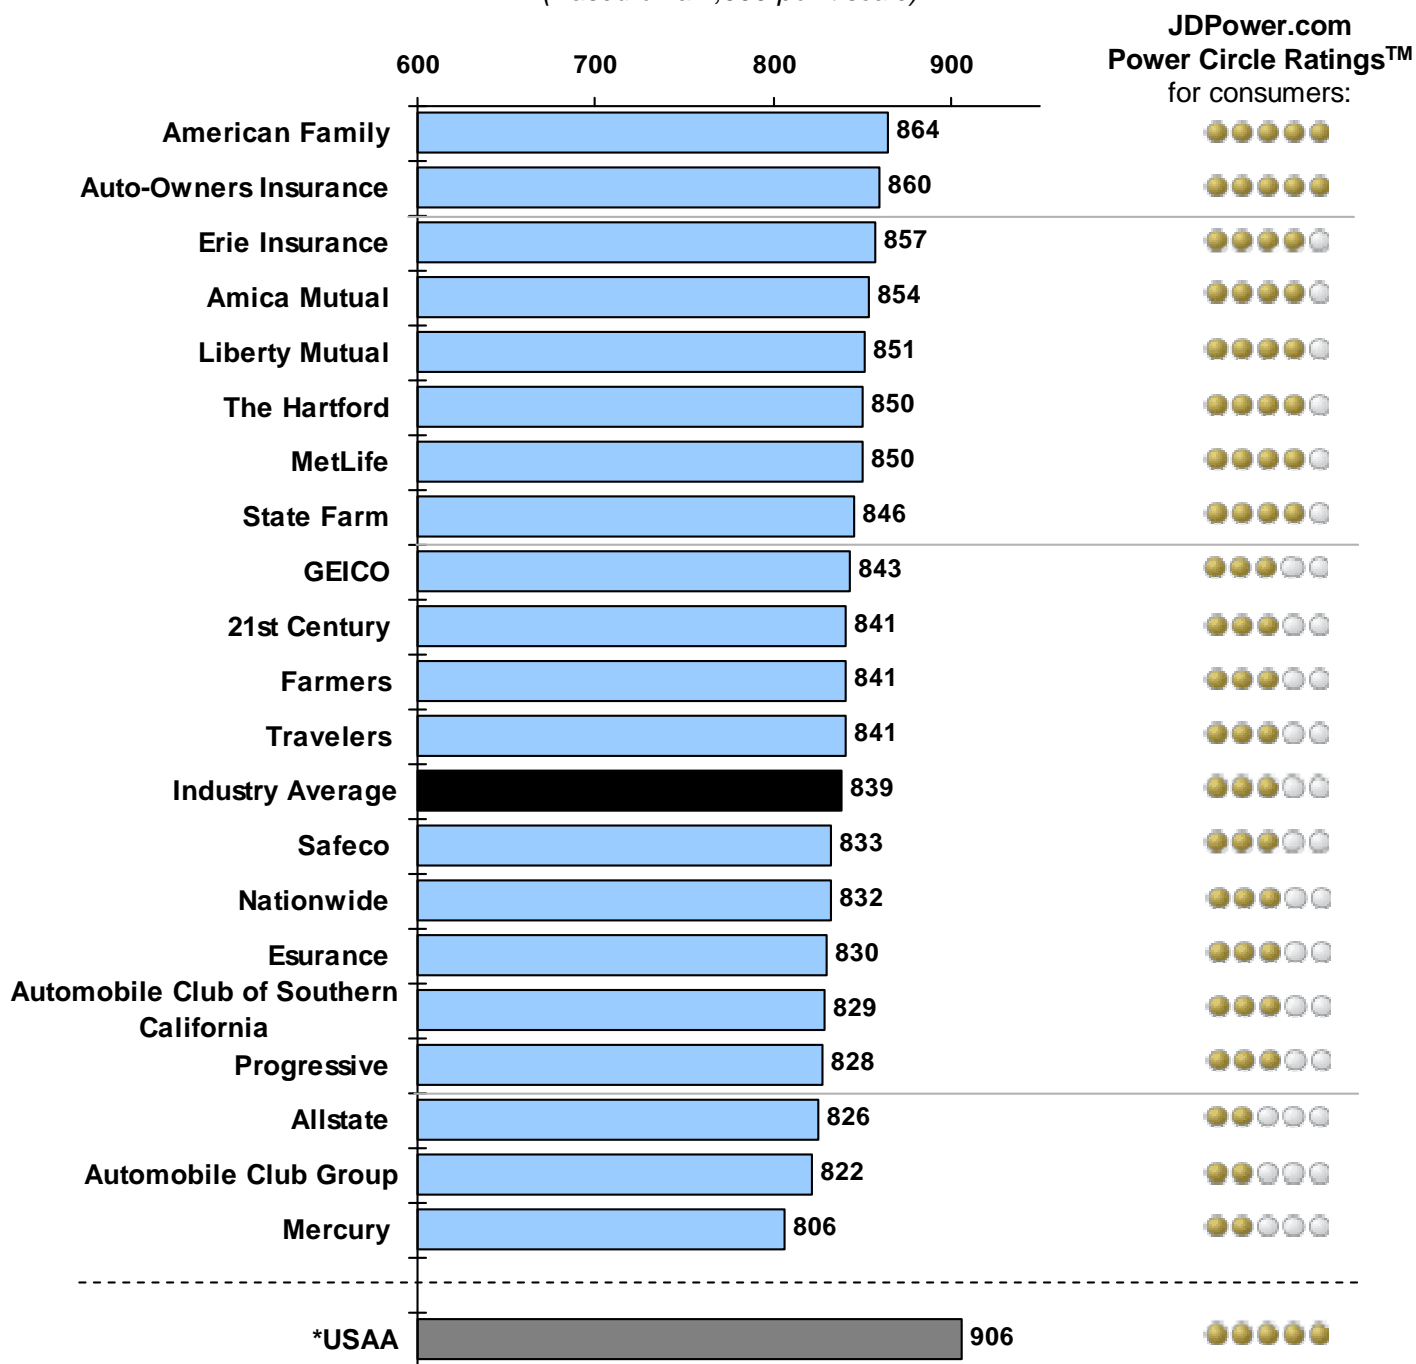 JDPower.com
Power Circle Ratings™
for consumers:
600 700 800 900
American Family 864
Auto-Owners Insurance 860
Erie Insurance 857
Amica Mutual 854
Liberty Mutual 851
The Hartford 850
MetLife 850
State Farm 846
GEICO 843
21st Century 841
Farmers 841
Travelers 841
Industry Average 839
Safeco 833
Nationwide 832
Esurance 830
Automobile Club of Southern
California 829
Progressive 828
Allstate 826
Automobile Club Group 822
Mercury 806
*USAA 906